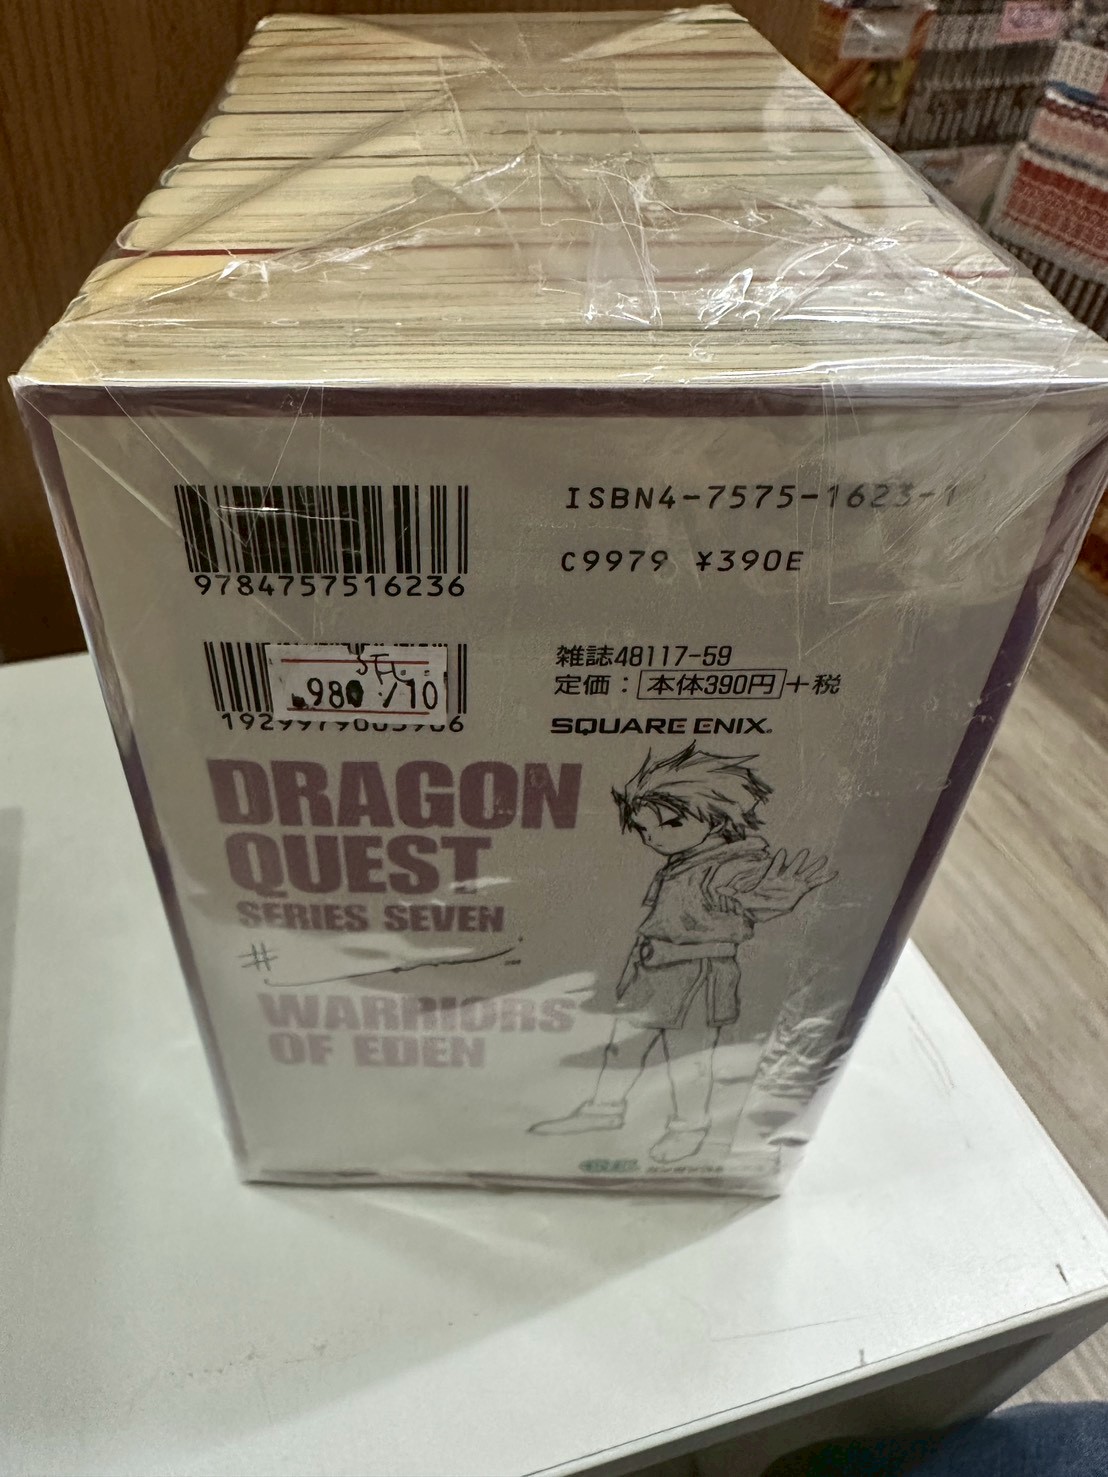 ISBN4-7575-1623-1
C9979 ¥390E
9784757516236
雑誌48117-59
定価：本体390円+税
980 /10
SQUARE ENIX.
DRAGON
QUEST
SERIES SEVEN
#
WARRIORS
OF EDEN